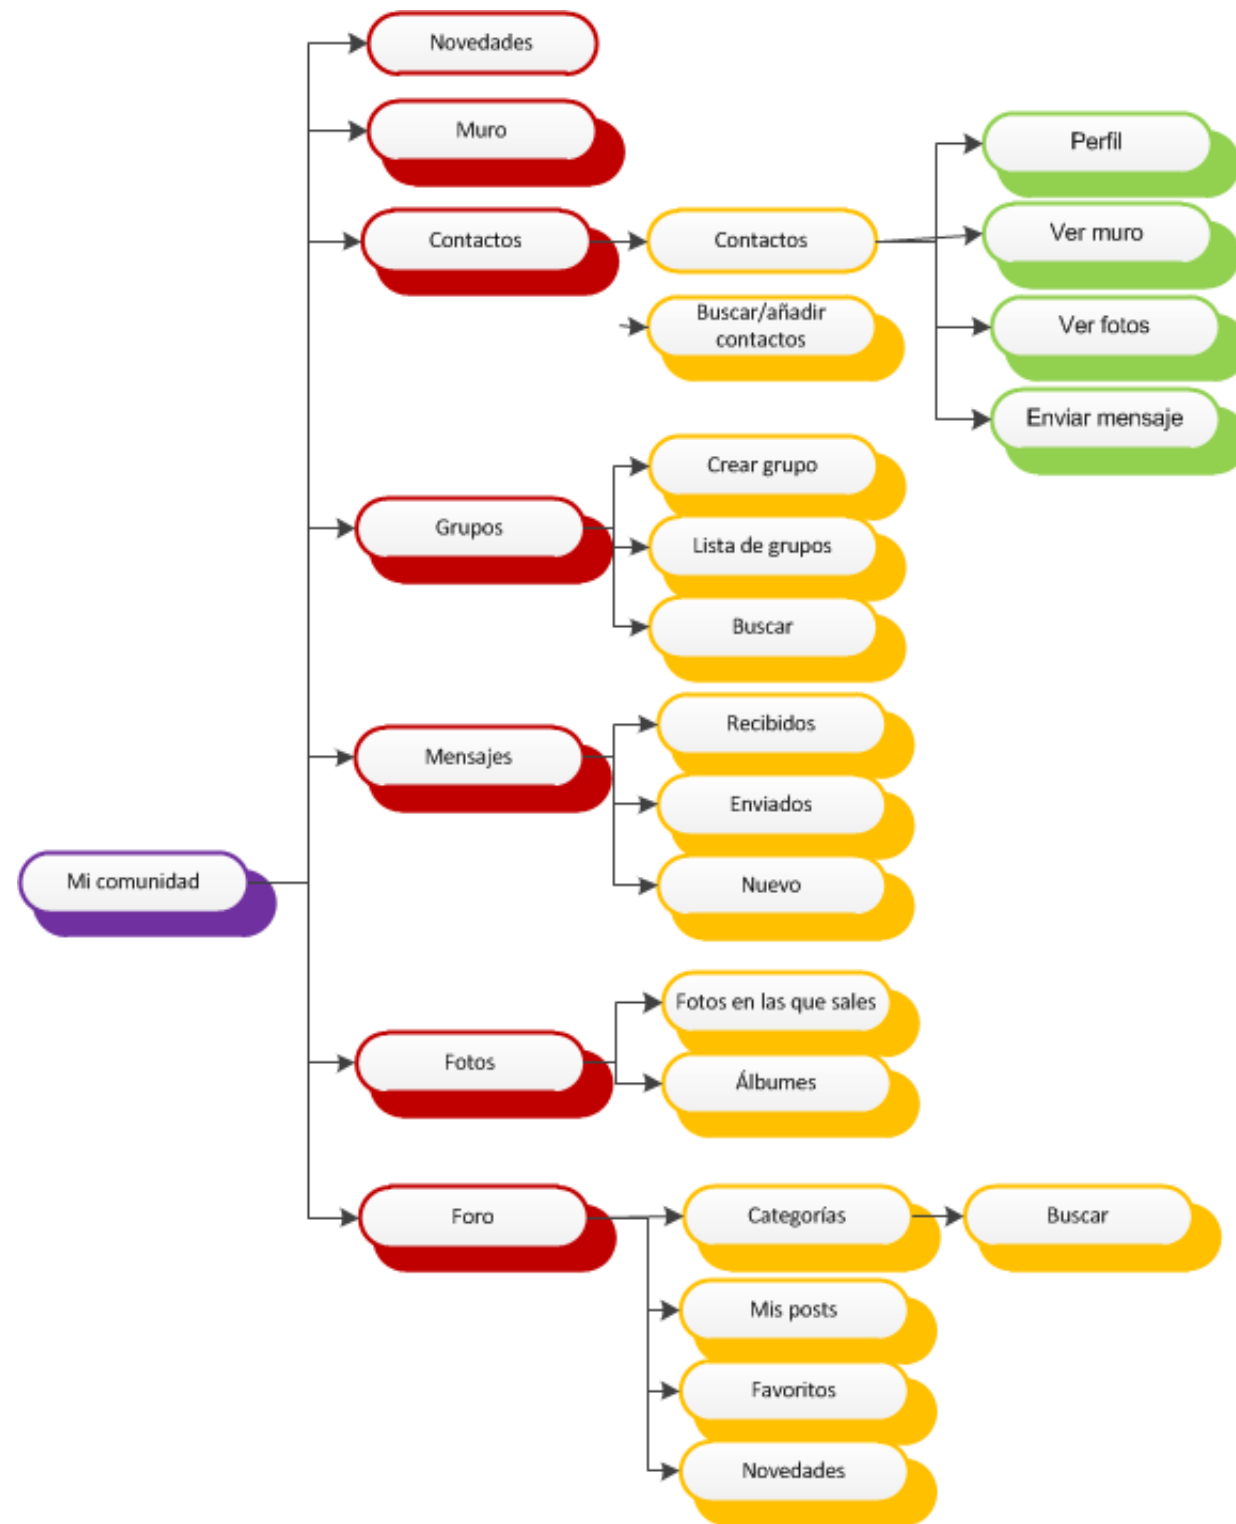 Novedades
Muro
Perfil
Contactos
Contactos
Ver muro
Buscar/añadir
contactos
Ver fotos
Enviar mensaje
Crear grupo
Grupos
Lista de grupos
Buscar
Recibidos
Mensajes
Enviados
Mi comunidad
Nuevo
Fotos en las que sales
Fotos
Álbumes
Foro
Categorías
Buscar
Mis posts
Favoritos
Novedades